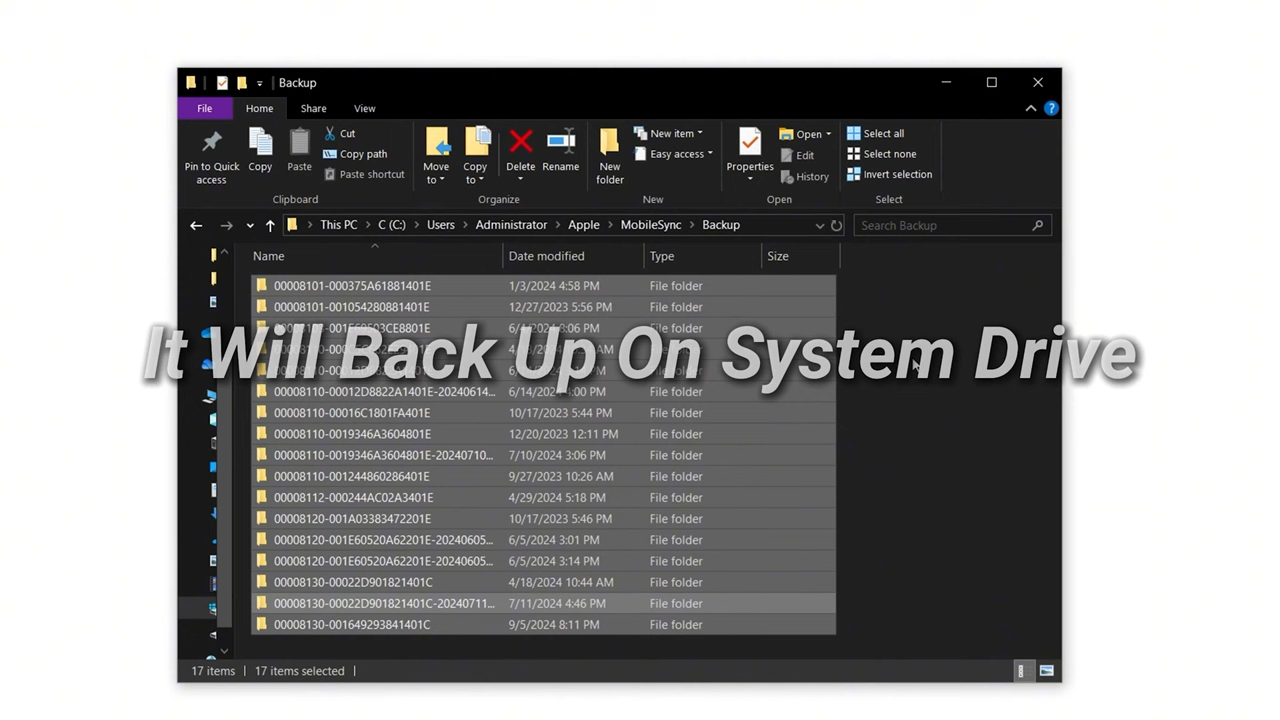 Backup
File
Home
Share
View
Pin to Quick access
Copy
Paste
Cut
Copy path
Paste shortcut
Clipboard
Move to
Copy to
Delete
Rename
Organize
New folder
New item
Easy access
New
Properties
Open
Edit
History
Open
Select all
Select none
Invert selection
Select
This PC > C (C:) > Users > Administrator > Apple > MobileSync > Backup
Search Backup
Name Date modified Type Size
00008101-000375A61881401E 1/3/2024 4:58 PM File folder
00008101-001054280881401E 12/27/2023 5:56 PM File folder
File folder
It Will Back Up On System Drive
00008110-00012D8822A1401E-20240614... 6/14/2024 File folder
00008110-00016C1801FA401E 10/17/2023 5:44 PM File folder
00008110-0019346A3604801E 12/20/2023 12:11 PM File folder
00008110-0019346A3604801E-20240710... 7/10/2024 3:06 PM File folder
00008110-001244860286401E 9/27/2023 10:26 AM File folder
00008112-000244AC02A3401E 4/29/2024 5:18 PM File folder
00008120-001A03383472201E 10/17/2023 5:46 PM File folder
00008120-001E60520A62201E-20240605... 6/5/2024 3:01 PM File folder
00008120-001E60520A62201E-20240605... 6/5/2024 3:14 PM File folder
00008130-00022D901821401C 4/18/2024 10:44 AM File folder
00008130-00022D901821401C-20240711... 7/11/2024 4:46 PM File folder
00008130-001649293841401C 9/5/2024 8:11 PM File folder
17 items 17 items selected